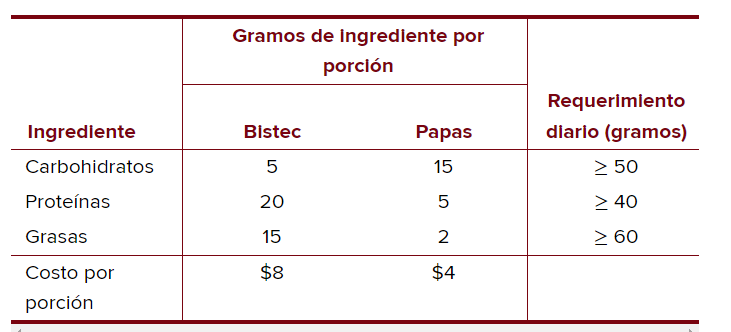 Gramos de ingrediente por
porción
Requerimiento
Ingrediente Bistec Papas diario (gramos)
Carbohidratos 5 15 ≥ 50
Proteínas 20 5 ≥ 40
Grasas 15 2 ≥ 60
Costo por $8 $4
porción